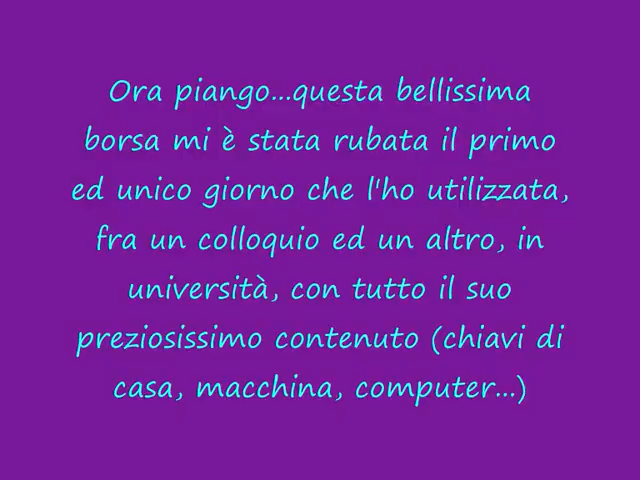 Ora piango...questa bellissima
borsa mi è stata rubata il primo
ed unico giorno che l'ho utilizzata,
fra un colloquio ed un altro, in
università, con tutto il suo
preziosissimo contenuto (chiavi di
casa, macchina, computer...)